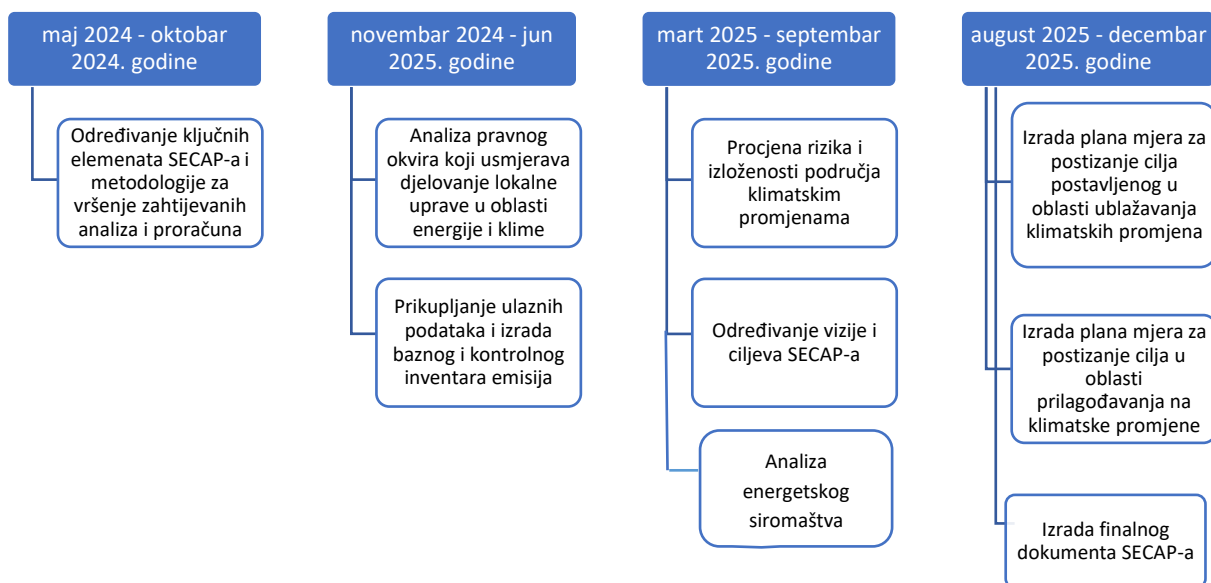 maj 2024 - oktobar
2024. godine
Određivanje ključnih
elemenata SECAP-a i
metodologije za
vršenje zahtijevanih
analiza i proračuna
novembar 2024 - jun
2025. godine
Analiza pravnog
okvira koji usmjerava
djelovanje lokalne
uprave u oblasti
energije i klime
Prikupljanje ulaznih
podataka i izrada
baznog i kontrolnog
inventara emisija
mart 2025 - septembar
2025. godine
Procjena rizika i
izloženosti područja
klimatskim
promjenama
Određivanje vizije i
ciljeva SECAP-a
Analiza
energetskog
siromaštva
august 2025 - decembar
2025. godine
Izrada plana mjera za
postizanje cilja
postavljenog u
oblasti ublažavanja
klimatskih promjena
Izrada plana mjera za
postizanje cilja u
oblasti
prilagođavanja na
klimatske promjene
Izrada finalnog
dokumenta SECAP-a